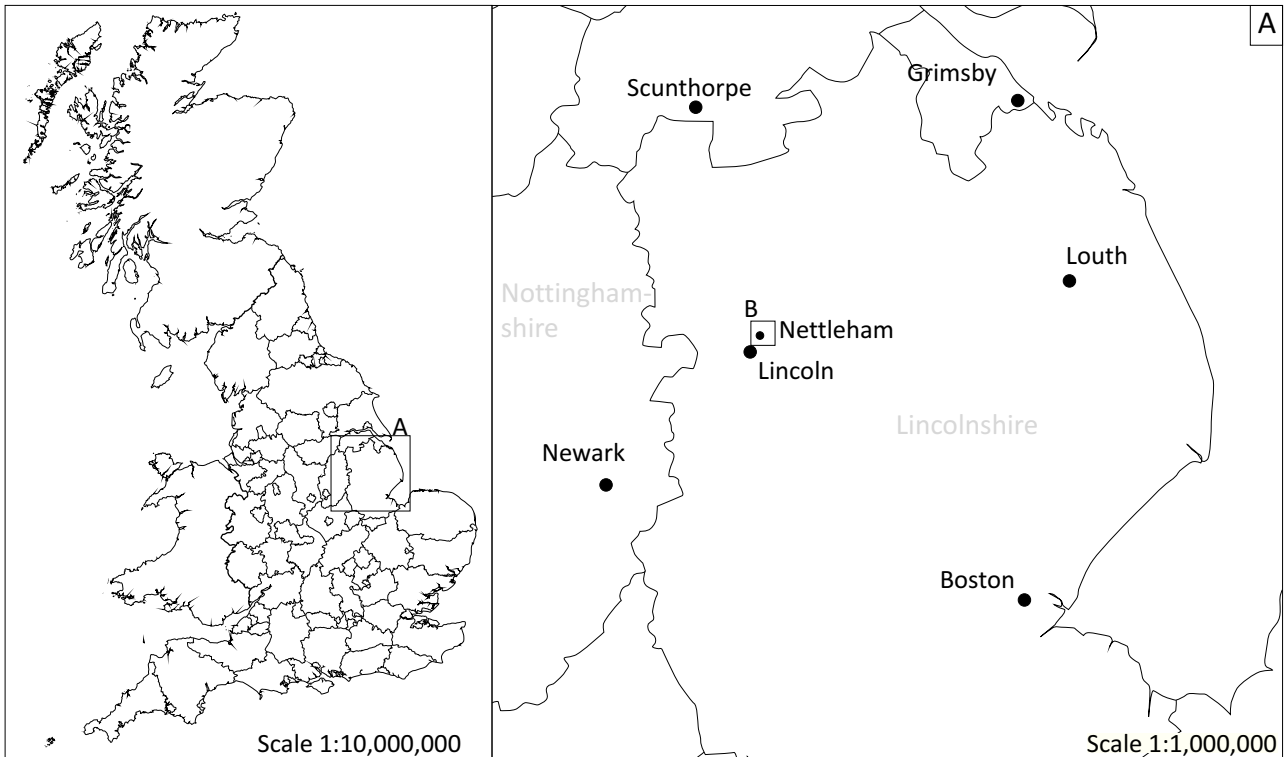 A
Scale 1:10,000,000
A
Scunthorpe
Grimsby
Louth
Nottingham-
shire
B
Nettleham
Lincoln
Lincolnshire
Newark
Boston
Scale 1:1,000,000